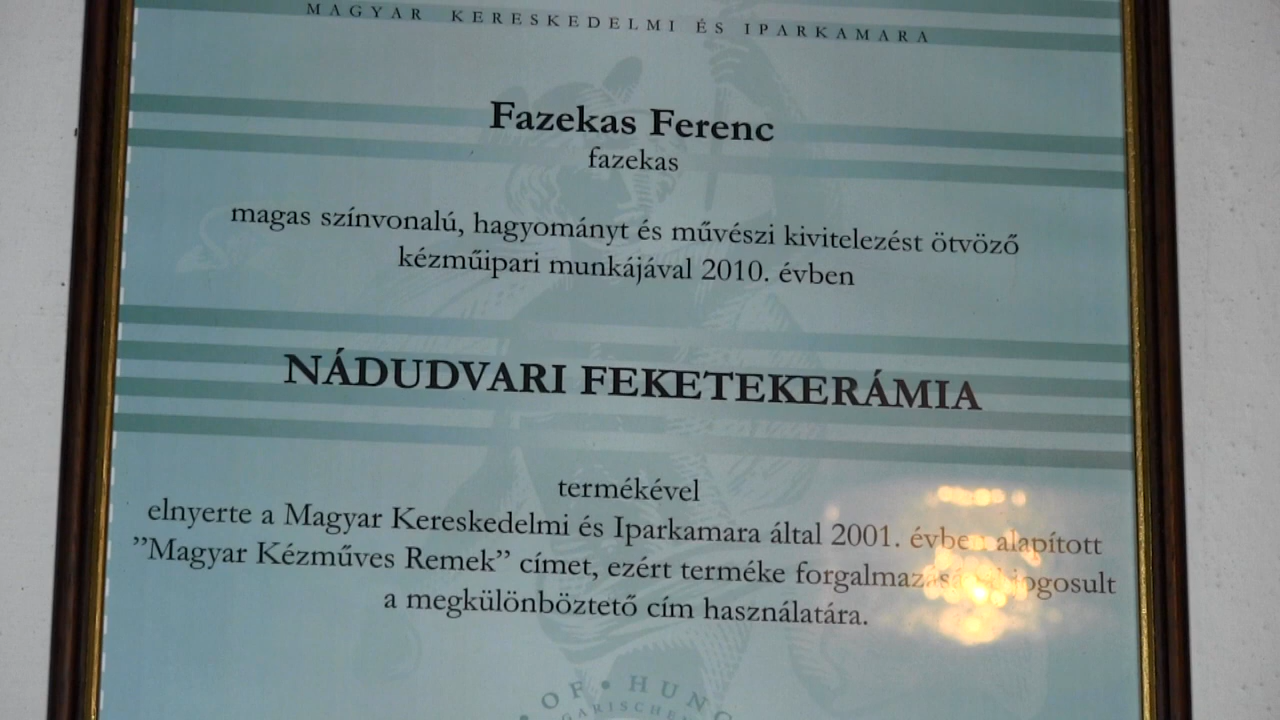 MAGYAR KERESKEDELMI ÉS IPARKAMARA
Fazekas Ferenc
fazekas
magas színvonalú, hagyományt és művészi kivitelezést ötvöző
kézműipari munkájával 2010. évben
NÁDUDVARI FEKETEKERÁMIA
termékével
elnyerte a Magyar Kereskedelmi és Iparkamara által 2001. évben alapított
”Magyar Kézműves Remek” címet, ezért terméke jogosult
a megkülönböztető cím használatára.
OF • HUNG